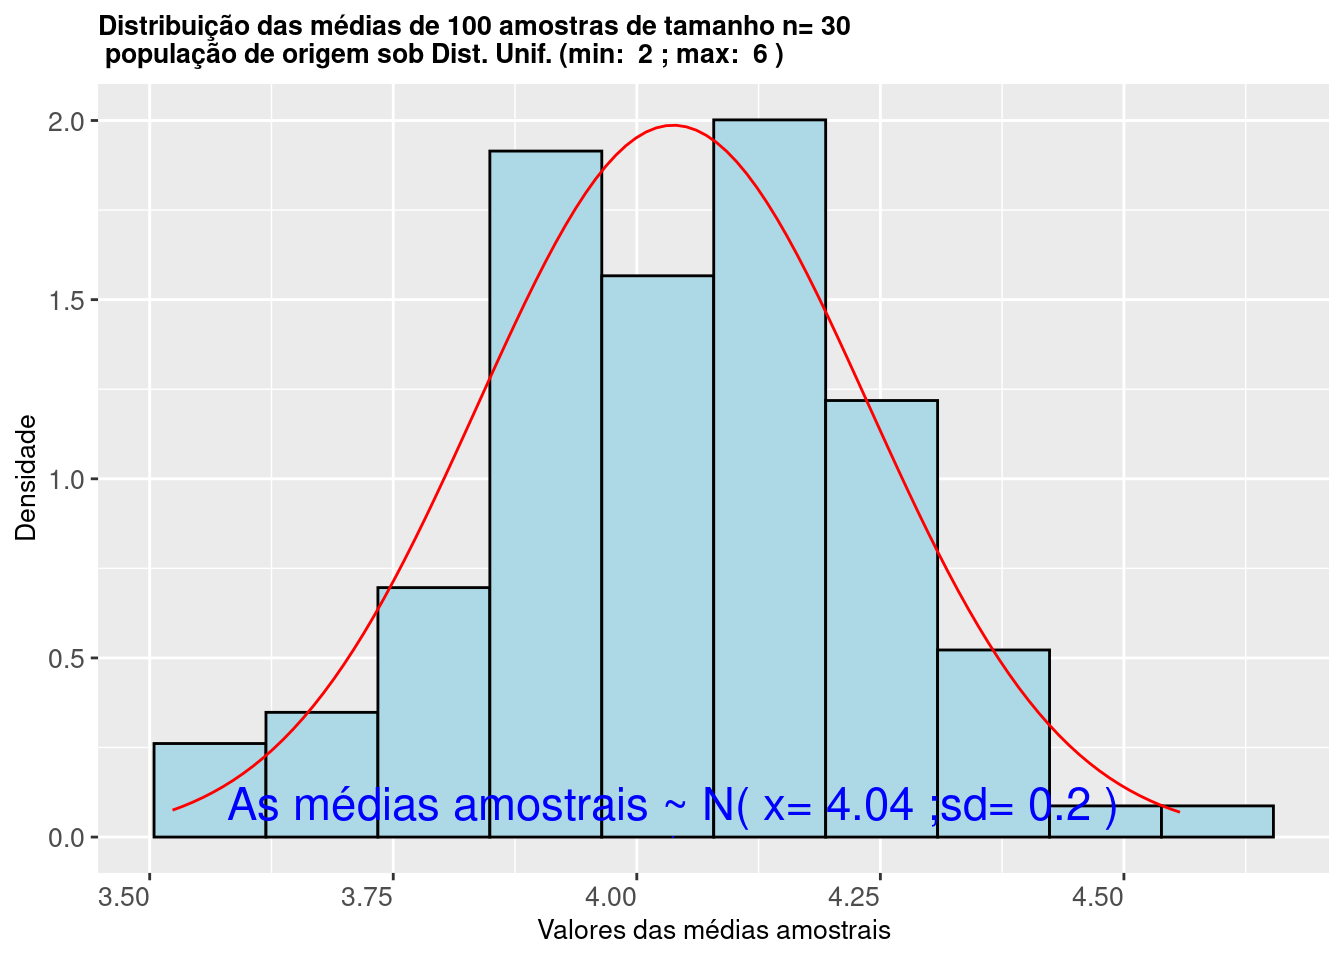 Distribuição das médias de 100 amostras de tamanho n= 30
população de origem sob Dist. Unif. (min:  2 ; max:  6 )
2.0
1.5
1.0
0.5
0.0
Densidade
As médias amostrais ~ N( x= 4.04 ;sd= 0.2 )
3.50 3.75 4.00 4.25 4.50
Valores das médias amostrais